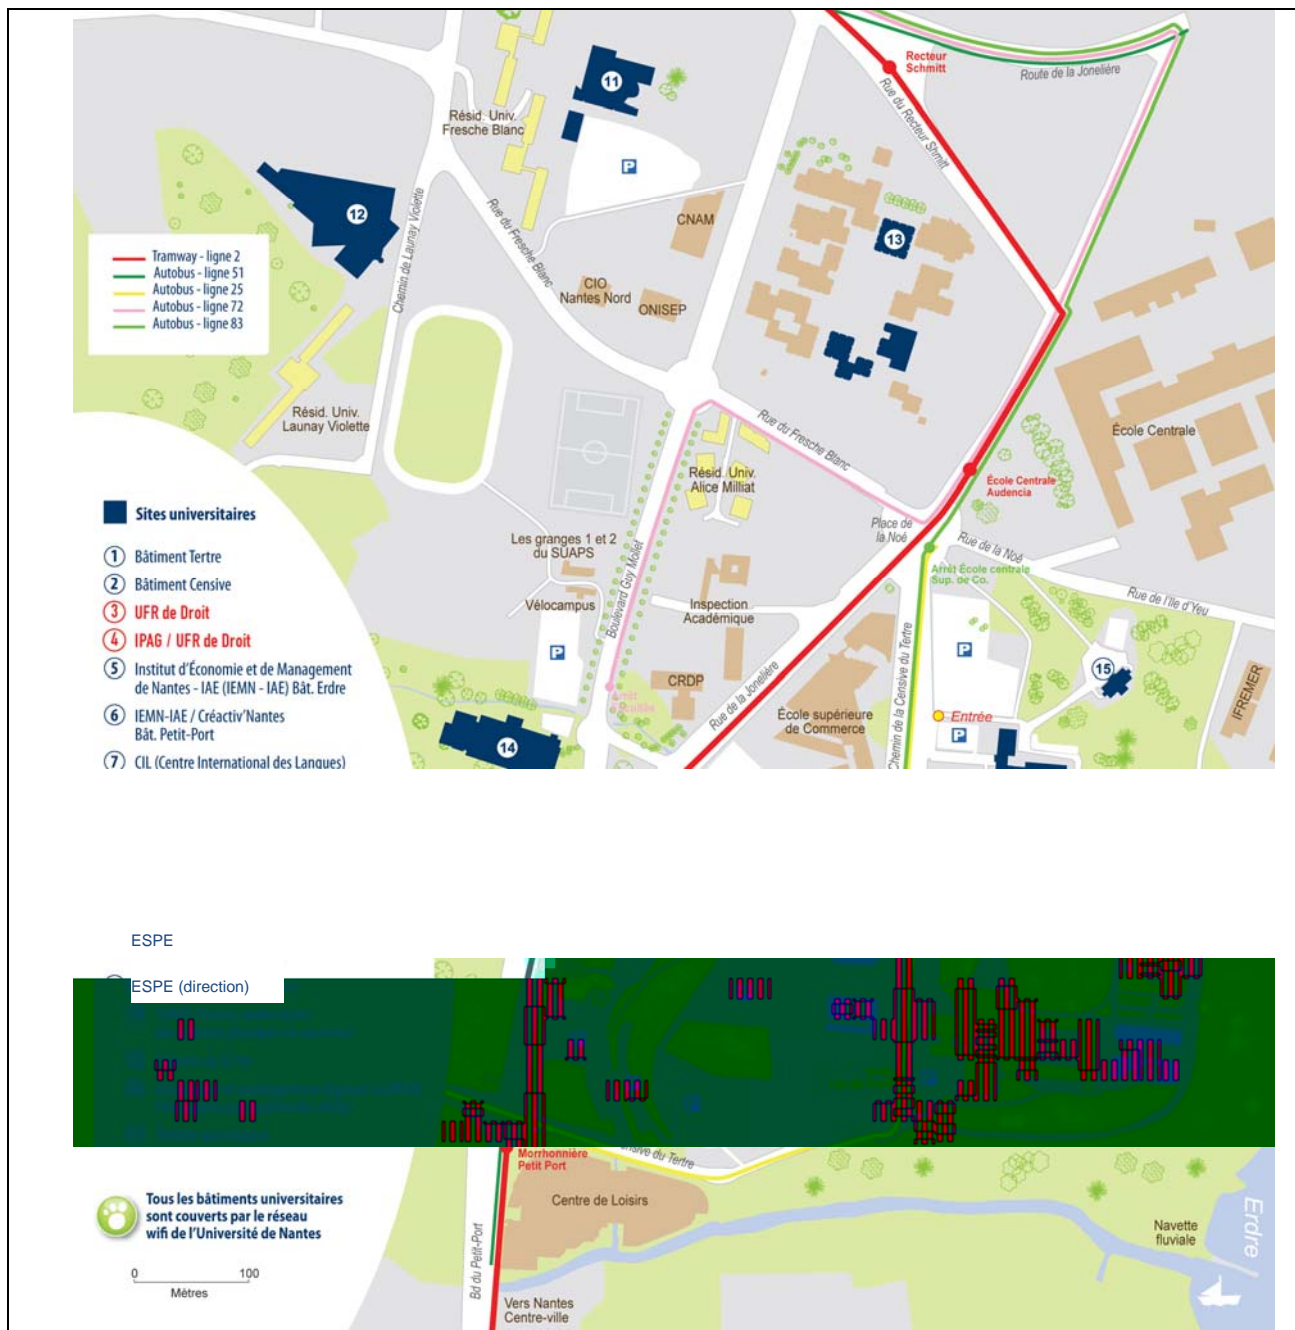 Recteur
Schmitt
Route de la Jonelière
Rue du Recteur Shmitt
11
Résid. Univ.
Fresche Blanc
P
12
Chemin de Launay Violette
Rue du Fresche Blanc
CNAM
13
Tramway - ligne 2
Autobus - ligne 51
Autobus - ligne 25
Autobus - ligne 72
Autobus - ligne 83
CIO
Nantes Nord
ONISEP
Résid. Univ.
Launay Violette
Rue du Fresche Blanc
École Centrale
Résid. Univ.
Alice Milliat
École Centrale
Audencia
Sites universitaires
Place de
la Noé
Rue de la Noé
Les granges 1 et 2
du SUAPS
1 Bâtiment Tertre
2 Bâtiment Censive
3 UFR de Droit
4 IPAG / UFR de Droit
5 Institut d'Économie et de Management
de Nantes - IAE (IEMN - IAE) Bât. Erdre
6 IEMN-IAE / Créactiv'Nantes
Bât. Petit-Port
7 CIL (Centre International des Langues)
Arrêt École centrale
Sup. de Co.
Rue de l'Ile d'Yeu
Vélocampus
Boulevard Guy Mollet
Inspection
Académique
P
P
15
CRDP
Rue de la Jonelière
École supérieure
de Commerce
Chemin de la Censive du Tertre
Entrée
P
IFREMER
Arrêt
14
ESPE
ESPE (direction)
Morrhonnière
Petit Port
ensive du Tertre
Centre de Loisirs
Tous les bâtiments universitaires
sont couverts par le réseau
wifi de l'Université de Nantes
Bd du Petit-Port
Navette
fluviale
Erdre
0 100
Mètres
Vers Nantes
Centre-ville